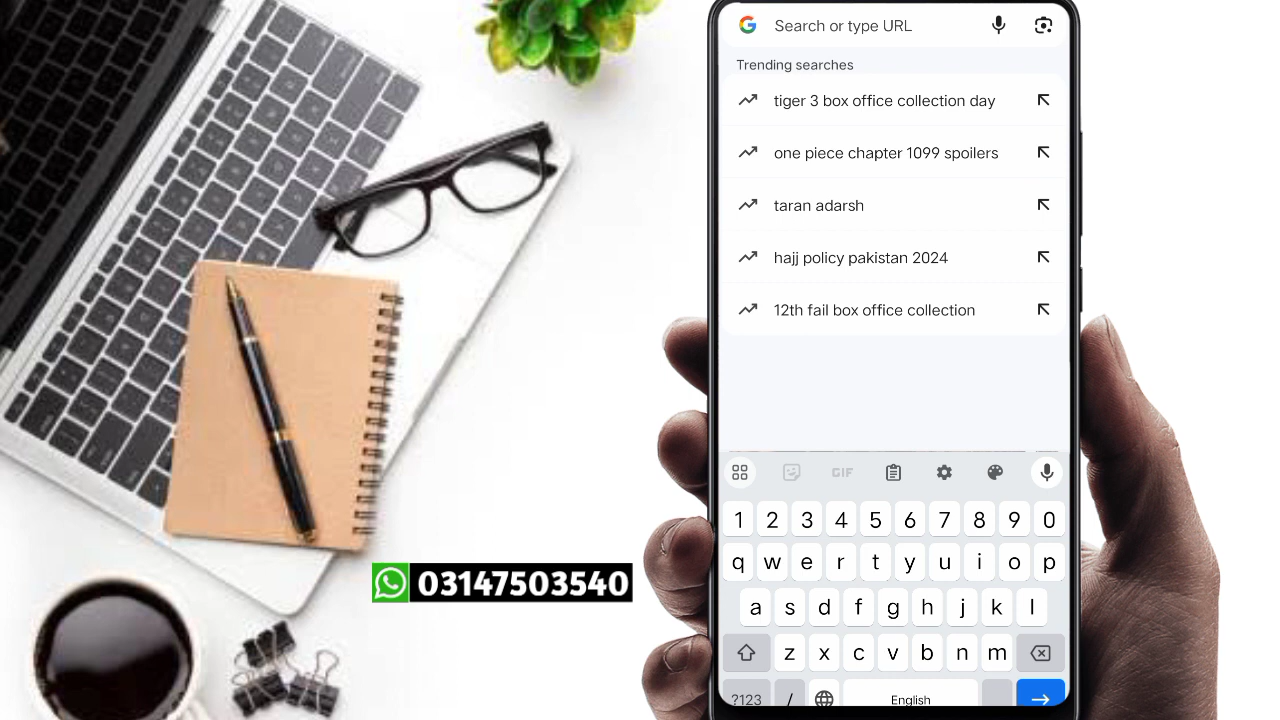 Search or type URL
Trending searches
tiger 3 box office collection day
one piece chapter 1099 spoilers
taran adarsh
hajj policy pakistan 2024
12th fail box office collection
GIF
1 2 3 4 5 6 7 8 9 0
q w e r t y u i o p
a s d f g h j k l
z x c v b n m
?123 / English
03147503540